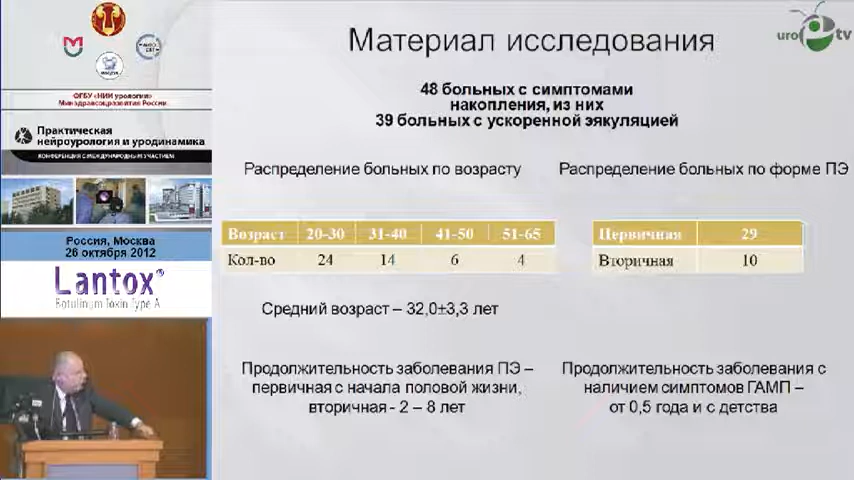 ФГБУ «НИИ урологии»
Минздравсоцразвития России
Практическая
нейроурология и уродинамика
КОНФЕРЕНЦИЯ С МЕЖДУНАРОДНЫМ УЧАСТИЕМ
Россия, Москва
26 октября 2012
Lantox®
Botulinum Toxin Type A
uro tv
Материал исследования
48 больных с симптомами
накопления, из них
39 больных с ускоренной эякуляцией
Распределение больных по возрасту
Возраст 20-30 31-40 41-50 51-65
Кол-во 24 14 6 4
Средний возраст – 32,0±3,3 лет
Продолжительность заболевания ПЭ –
первичная с начала половой жизни,
вторичная - 2 – 8 лет
Распределение больных по форме ПЭ
Первичная 29
Вторичная 10
Продолжительность заболевания с
наличием симптомов ГАМП –
от 0,5 года и с детства